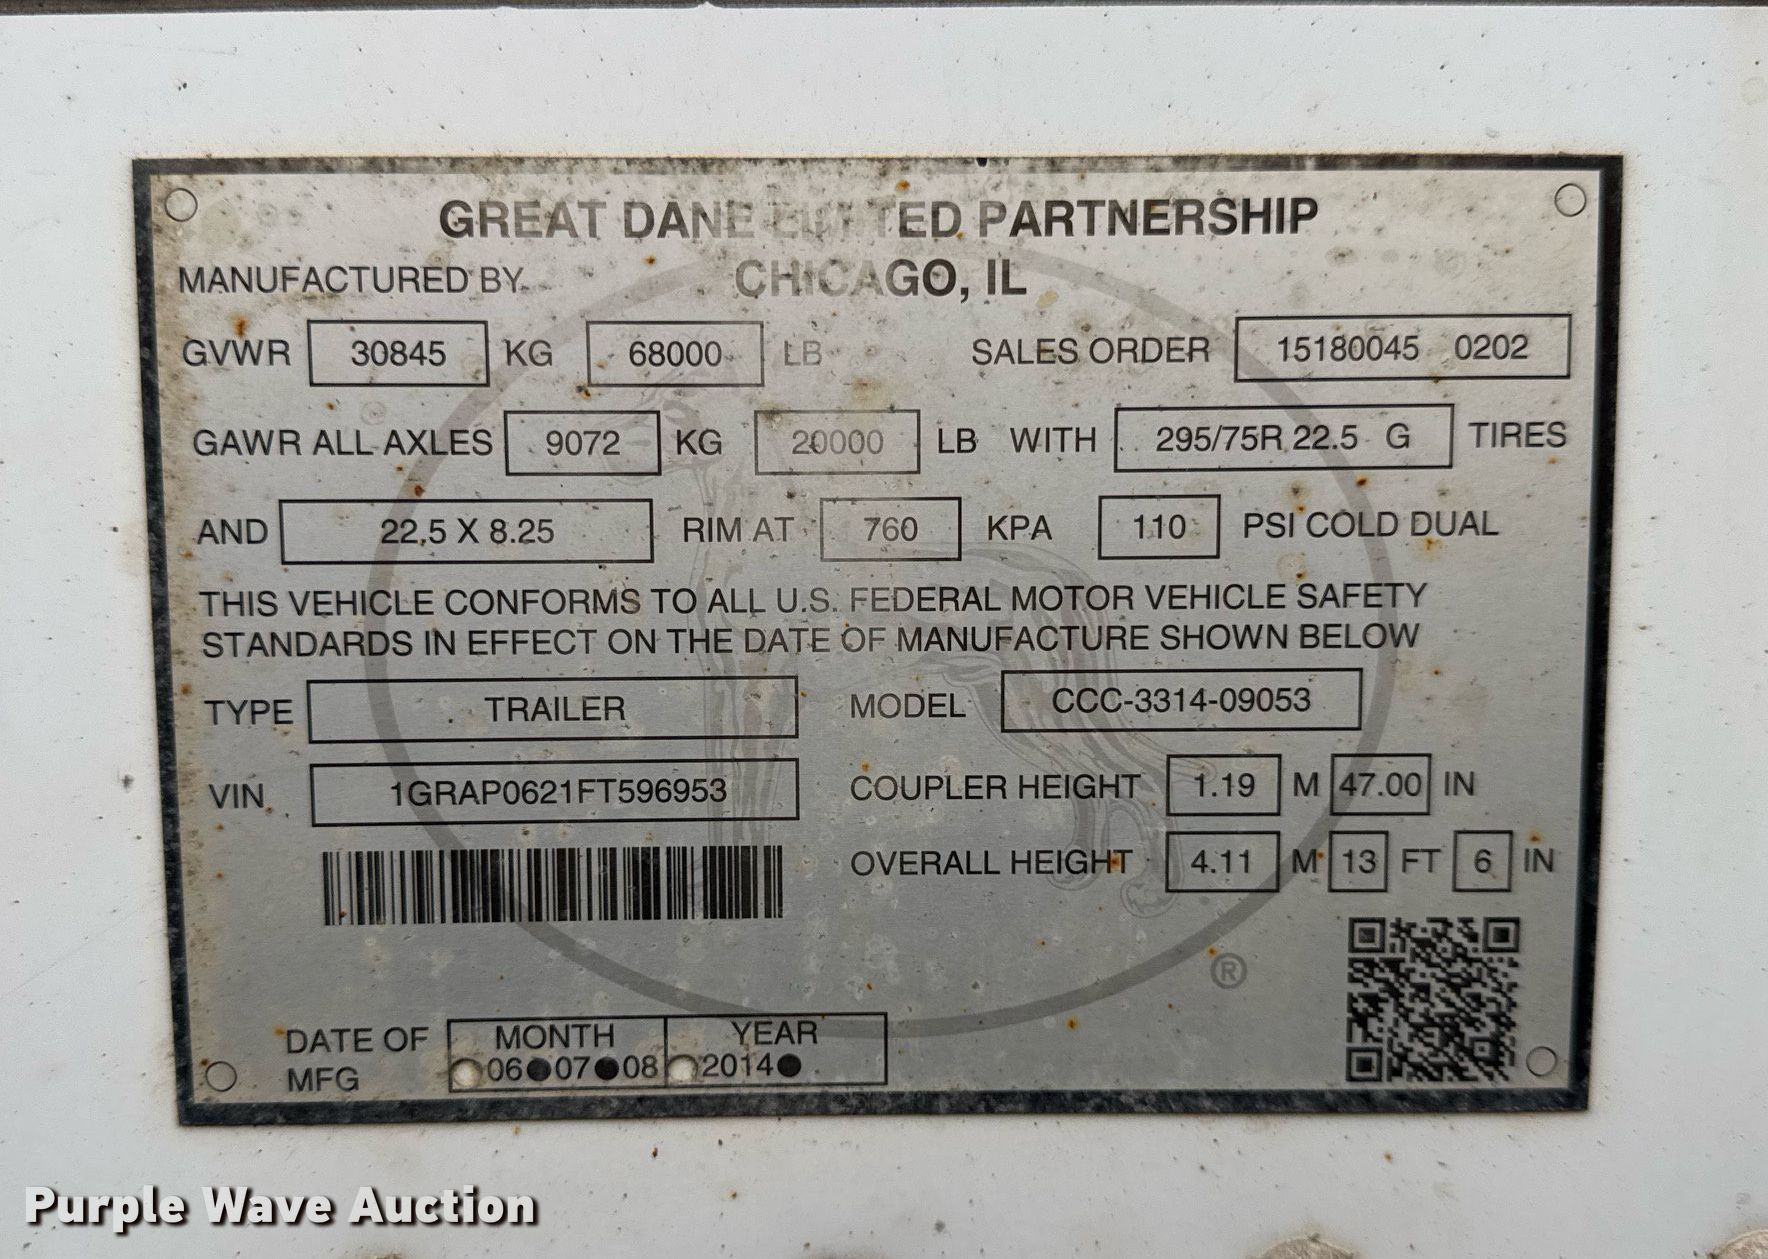 GREAT DANE LIMITED PARTNERSHIP
MANUFACTURED BY CHICAGO, IL
GVWR 30845 KG 68000 LB SALES ORDER 15180045 0202
GAWR ALL AXLES 9072 KG 20000 LB WITH 295/75R 22.5 G TIRES
AND 22.5 X 8.25 RIM AT 760 KPA 110 PSI COLD DUAL
THIS VEHICLE CONFORMS TO ALL U.S. FEDERAL MOTOR VEHICLE SAFETY
STANDARDS IN EFFECT ON THE DATE OF MANUFACTURE SHOWN BELOW
TYPE TRAILER MODEL CCC-3314-09053
VIN 1GRAP0621FT596953 COUPLER HEIGHT 1.19 M 47.00 IN
OVERALL HEIGHT 4.11 M 13 FT 6 IN
®
DATE OF MONTH YEAR
MFG 06 07 08 2014
Purple Wave Auction